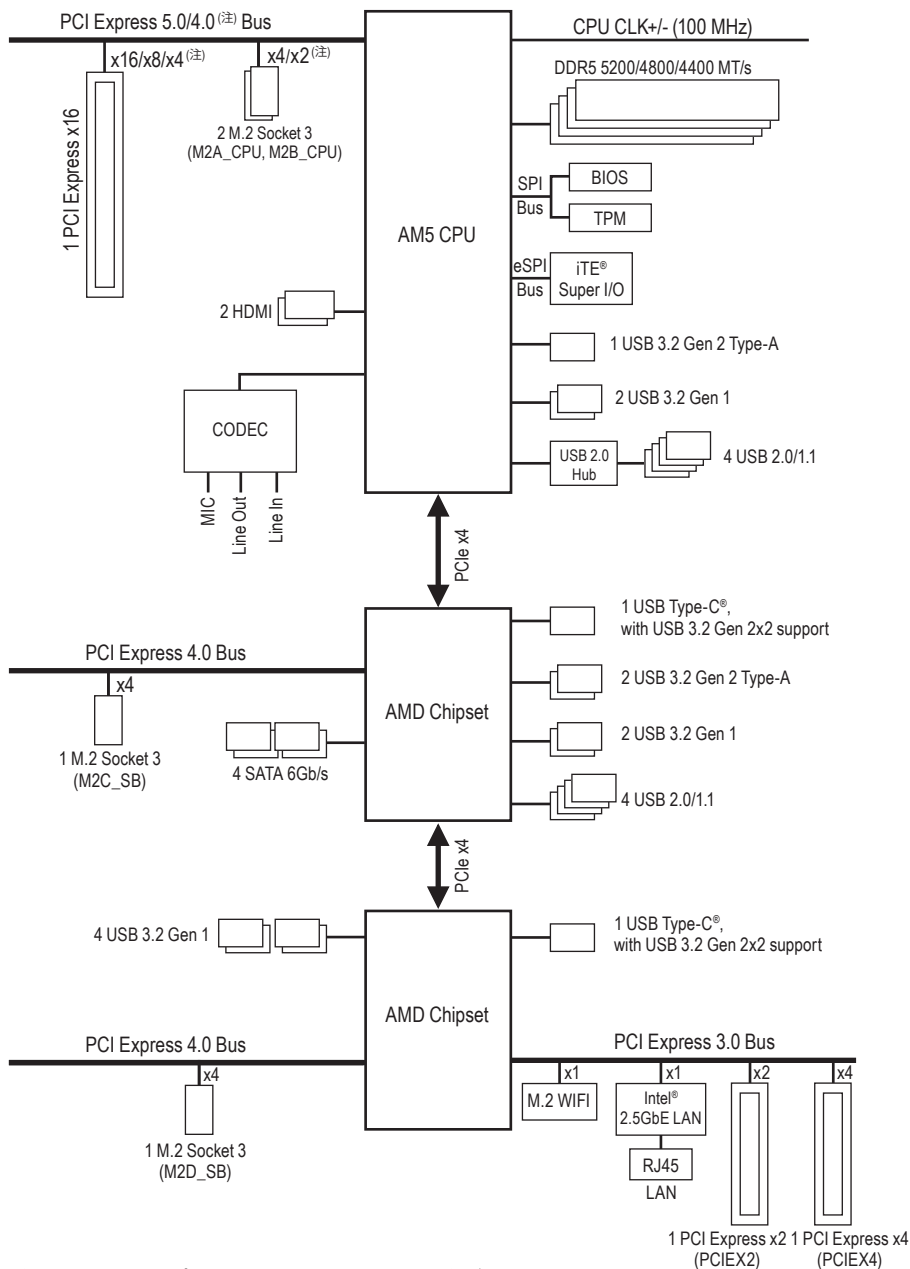 PCI Express 5.0/4.0 (注) Bus
CPU CLK+/- (100 MHz)
x16/x8/x4 (注)
x4/x2 (注)
DDR5 5200/4800/4400 MT/s
1 PCI Express x16
2 M.2 Socket 3
(M2A_CPU, M2B_CPU)
SPI
Bus
BIOS
TPM
AM5 CPU
eSPI
Bus
iTE®
Super I/O
2 HDMI
1 USB 3.2 Gen 2 Type-A
2 USB 3.2 Gen 1
CODEC
USB 2.0
Hub
4 USB 2.0/1.1
MIC
Line Out
Line In
PCIe x4
1 USB Type-C®,
with USB 3.2 Gen 2x2 support
PCI Express 4.0 Bus
x4
2 USB 3.2 Gen 2 Type-A
AMD Chipset
1 M.2 Socket 3
(M2C_SB)
4 SATA 6Gb/s
2 USB 3.2 Gen 1
4 USB 2.0/1.1
PCIe x4
4 USB 3.2 Gen 1
1 USB Type-C®,
with USB 3.2 Gen 2x2 support
AMD Chipset
PCI Express 4.0 Bus
PCI Express 3.0 Bus
x4
x1
x1
x2
x4
M.2 WIFI
Intel®
2.5GbE LAN
1 M.2 Socket 3
(M2D_SB)
RJ45
LAN
1 PCI Express x2
(PCIEX2)
1 PCI Express x4
(PCIEX4)